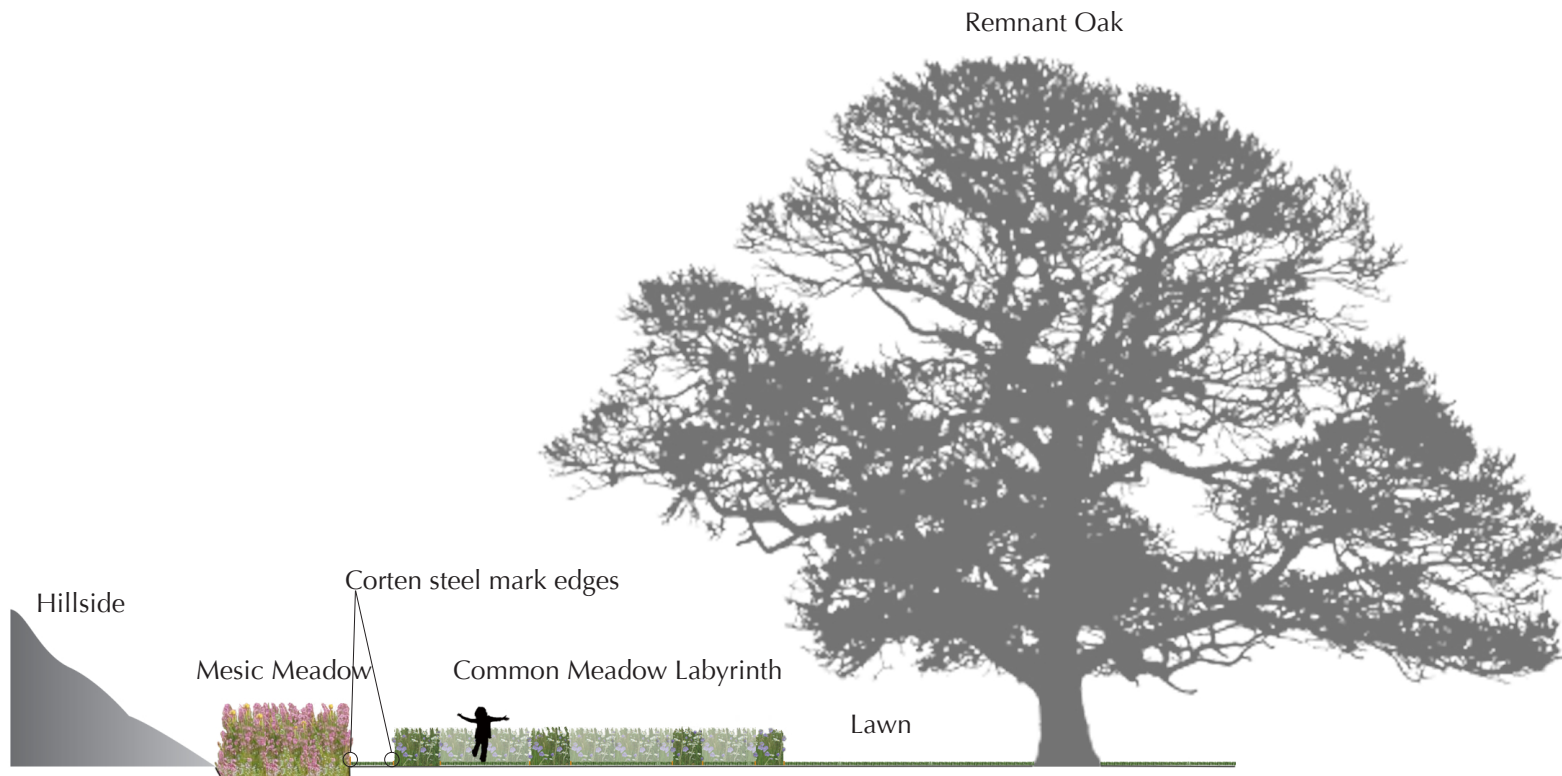 Remnant Oak
Corten steel mark edges
Hillside
Mesic Meadow
Common Meadow Labyrinth
Lawn